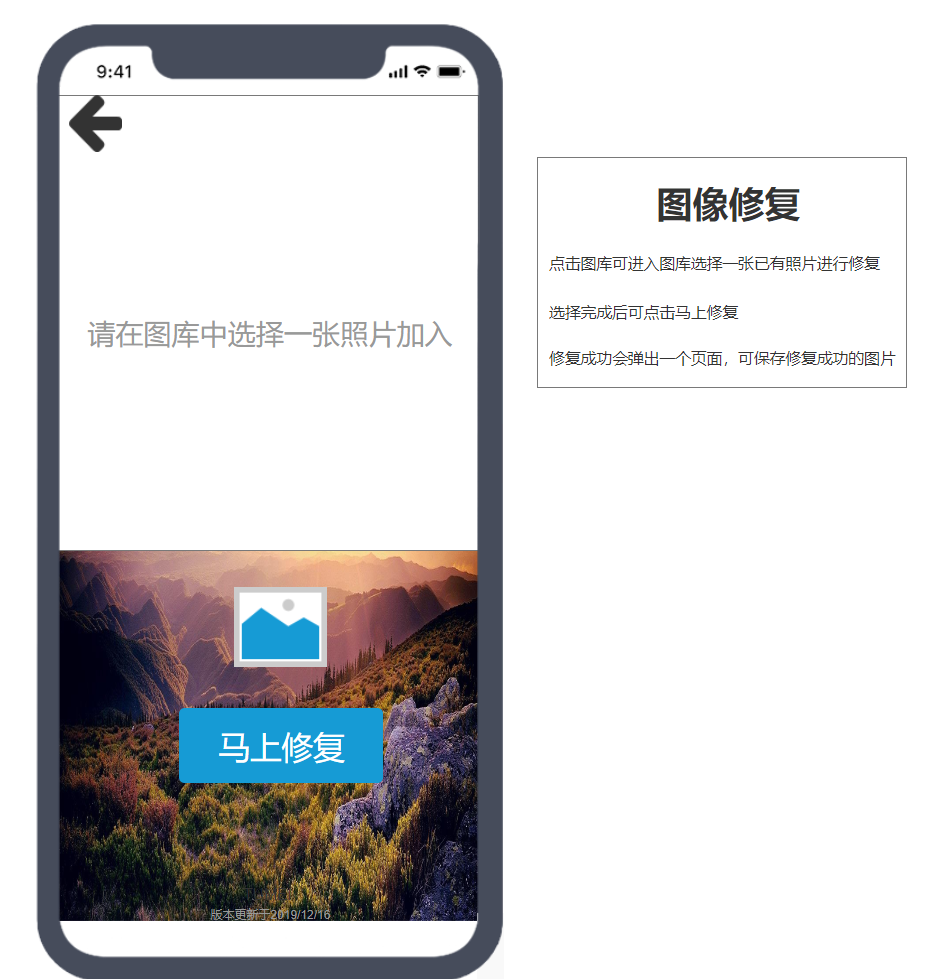 9:41
请在图库中选择一张照片加入
马上修复
版本更新于2019/12/16
图像修复
点击图库可进入图库选择一张已有照片进行修复
选择完成后可点击马上修复
修复成功会弹出一个页面，可保存修复成功的图片